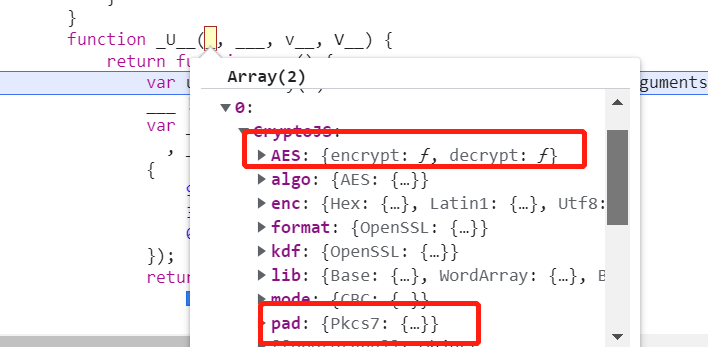 }
}
function _U__(_, ___, v__, V__) {
return
var
Array(2)
guments
0:
CryptoJS:
AES: {encrypt: ƒ, decrypt: ƒ}
algo: {AES: {…}}
enc: {Hex: {…}, Latin1: {…}, Utf8:
format: {OpenSSL: {…}}
kdf: {OpenSSL: {…}}
lib: {Base: {…}, WordArray: {…}, B
mode: {CBC: {…}}
pad: {Pkcs7: {…}}
___
var _
, _
{
});
retur